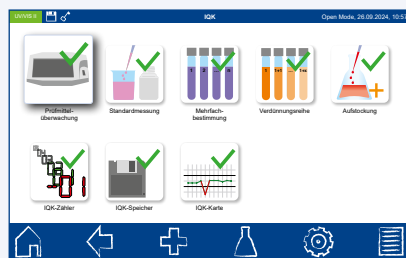 UV/VIS ≡ IQK Open Mode, 26.09.2024, 10:57
Prüfmittel-
überwachung
Standardmessung
Mehrfach-
bestimmung
Verdünnungsreihe
Aufstockung
IQK-Zähler
IQK-Speicher
IQK-Karte